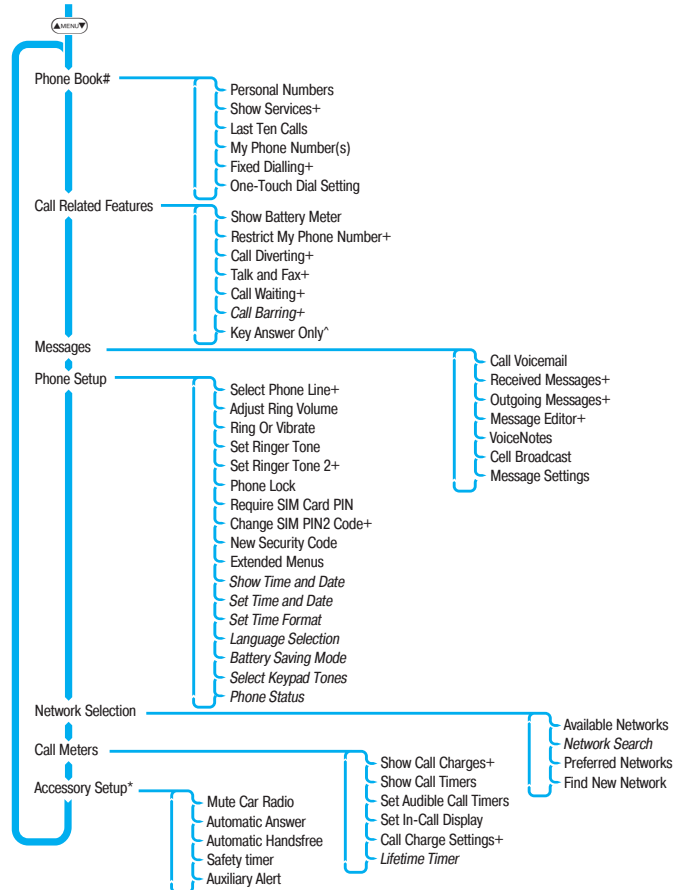 MENU
Phone Book#
Personal Numbers
Show Services+
Last Ten Calls
My Phone Number(s)
Fixed Dialling+
One-Touch Dial Setting
Call Related Features
Show Battery Meter
Restrict My Phone Number+
Call Diverting+
Talk and Fax+
Call Waiting+
Call Barring+
Key Answer Only^
Messages
Call Voicemail
Received Messages+
Outgoing Messages+
Message Editor+
VoiceNotes
Cell Broadcast
Message Settings
Phone Setup
Select Phone Line+
Adjust Ring Volume
Ring Or Vibrate
Set Ringer Tone
Set Ringer Tone 2+
Phone Lock
Require SIM Card PIN
Change SIM PIN2 Code+
New Security Code
Extended Menus
Show Time and Date
Set Time and Date
Set Time Format
Language Selection
Battery Saving Mode
Select Keypad Tones
Phone Status
Network Selection
Available Networks
Network Search
Preferred Networks
Find New Network
Call Meters
Show Call Charges+
Show Call Timers
Set Audible Call Timers
Set In-Call Display
Call Charge Settings+
Lifetime Timer
Accessory Setup*
Mute Car Radio
Automatic Answer
Automatic Handsfree
Safety timer
Auxiliary Alert